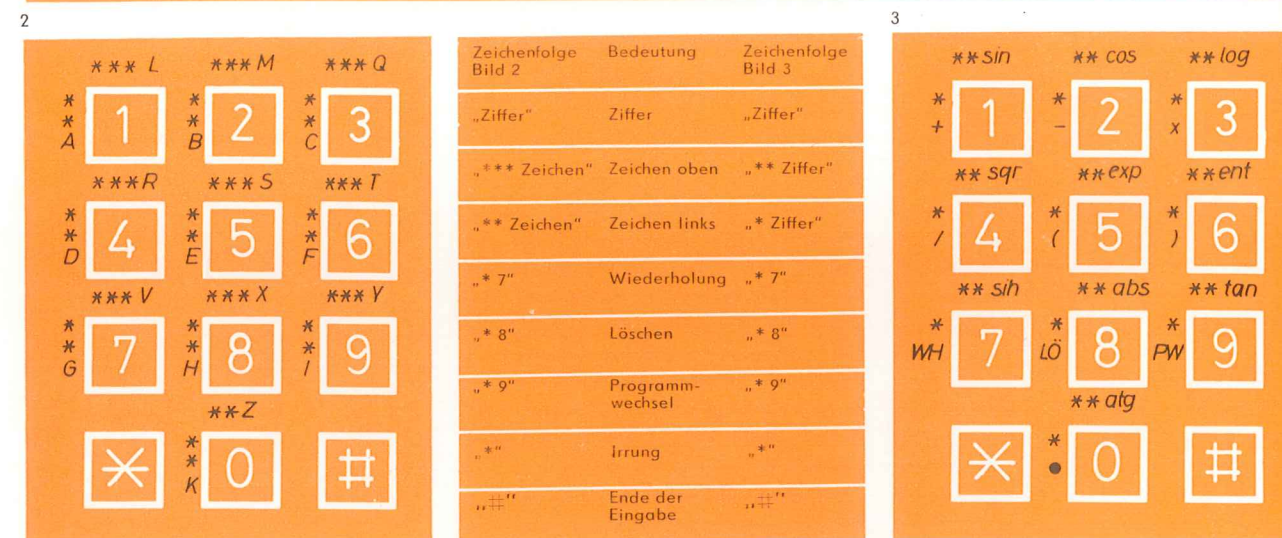 2
*** L *** M *** Q
* * A 1 * * B 2 * * C 3
*** R *** S *** T
* * D 4 * * E 5 * * F 6
*** V *** X *** Y
* * G 7 * * H 8 * * I 9
** Z
* * * K 0 #
Zeichenfolge Bild 2 Bedeutung Zeichenfolge Bild 3
„Ziffer“ Ziffer „Ziffer“
„*** Zeichen“ Zeichen oben „** Ziffer“
„** Zeichen“ Zeichen links „* Ziffer“
„* 7“ Wiederholung „* 7“
„* 8“ Löschen „* 8“
„* 9“ Programm-
wechsel „* 9“
„*“ Irrung „*“
„#“ Ende der
Eingabe „#“
3
** sin ** cos ** log
* + 1 * - 2 * x 3
** sqr ** exp ** ent
* / 4 * ( 5 * ) 6
** sih ** abs ** tan
* WH 7 * LÖ 8 * PW 9
** atg
* * • 0 #